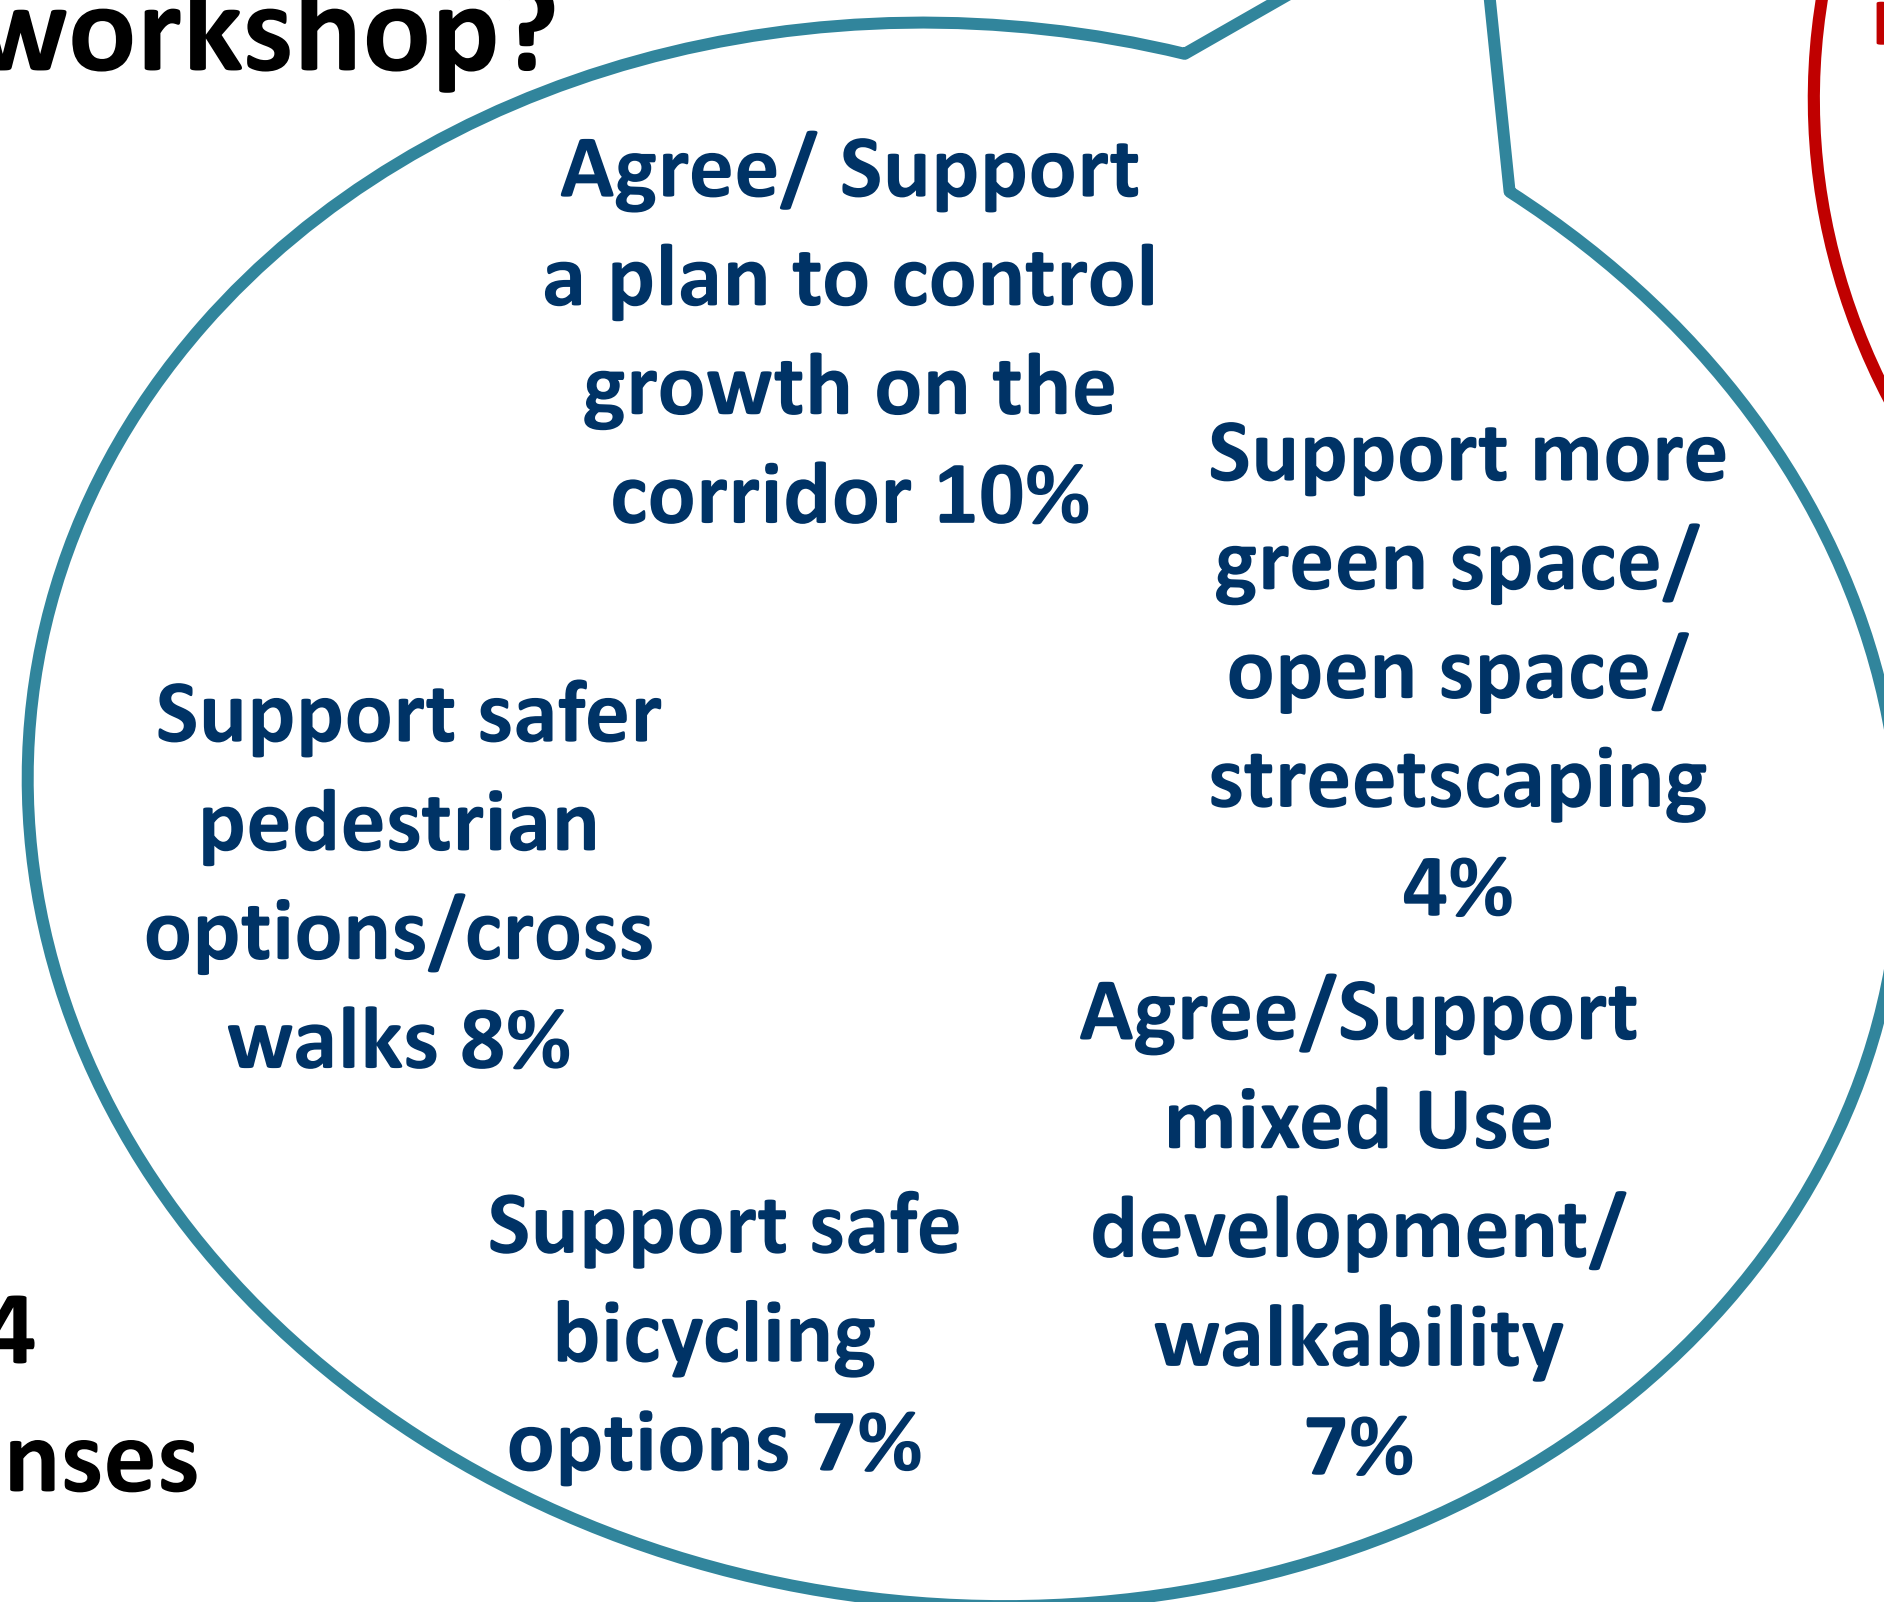 workshop?
Agree/ Support
a plan to control
growth on the
corridor 10%
Support more
green space/
open space/
streetscaping
4%
Support safer
pedestrian
options/cross
walks 8%
Agree/Support
mixed Use
development/
walkability
7%
Support safe
bicycling
options 7%
4
nses